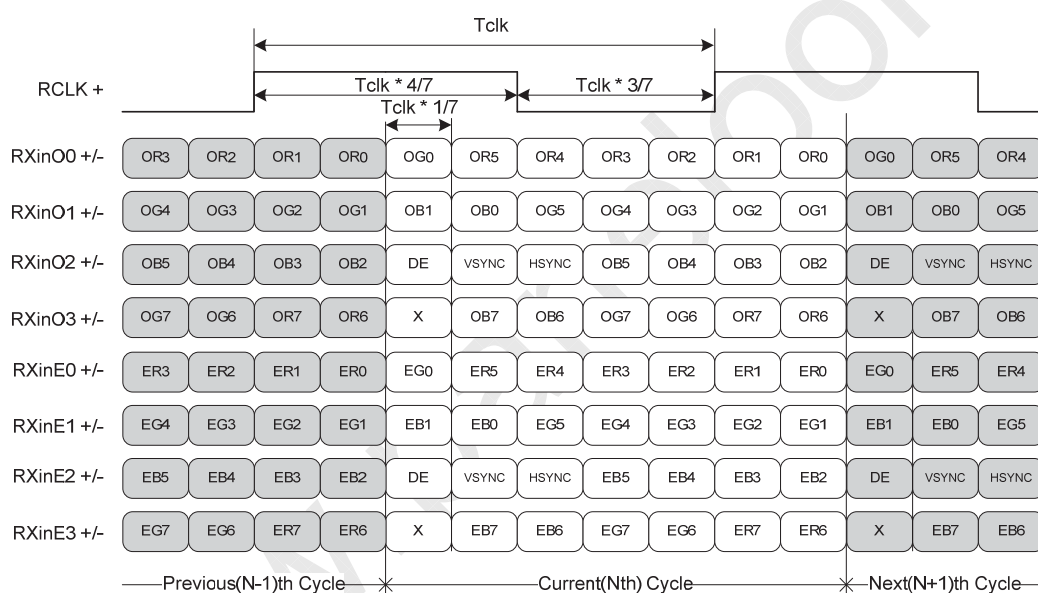 Tclk
RCLK +
Tclk * 4/7
Tclk * 3/7
Tclk * 1/7
RXinO0 +/- OR3 OR2 OR1 OR0 OG0 OR5 OR4 OR3 OR2 OR1 OR0 OG0 OR5 OR4
RXinO1 +/- OG4 OG3 OG2 OG1 OB1 OB0 OG5 OG4 OG3 OG2 OG1 OB1 OB0 OG5
RXinO2 +/- OB5 OB4 OB3 OB2 DE VSYNC HSYNC OB5 OB4 OB3 OB2 DE VSYNC HSYNC
RXinO3 +/- OG7 OG6 OR7 OR6 X OB7 OB6 OG7 OG6 OR7 OR6 X OB7 OB6
RXinE0 +/- ER3 ER2 ER1 ER0 EG0 ER5 ER4 ER3 ER2 ER1 ER0 EG0 ER5 ER4
RXinE1 +/- EG4 EG3 EG2 EG1 EB1 EB0 EG5 EG4 EG3 EG2 EG1 EB1 EB0 EG5
RXinE2 +/- EB5 EB4 EB3 EB2 DE VSYNC HSYNC EB5 EB4 EB3 EB2 DE VSYNC HSYNC
RXinE3 +/- EG7 EG6 ER7 ER6 X EB7 EB6 EG7 EG6 ER7 ER6 X EB7 EB6
Previous(N-1)th Cycle Current(Nth) Cycle Next(N+1)th Cycle